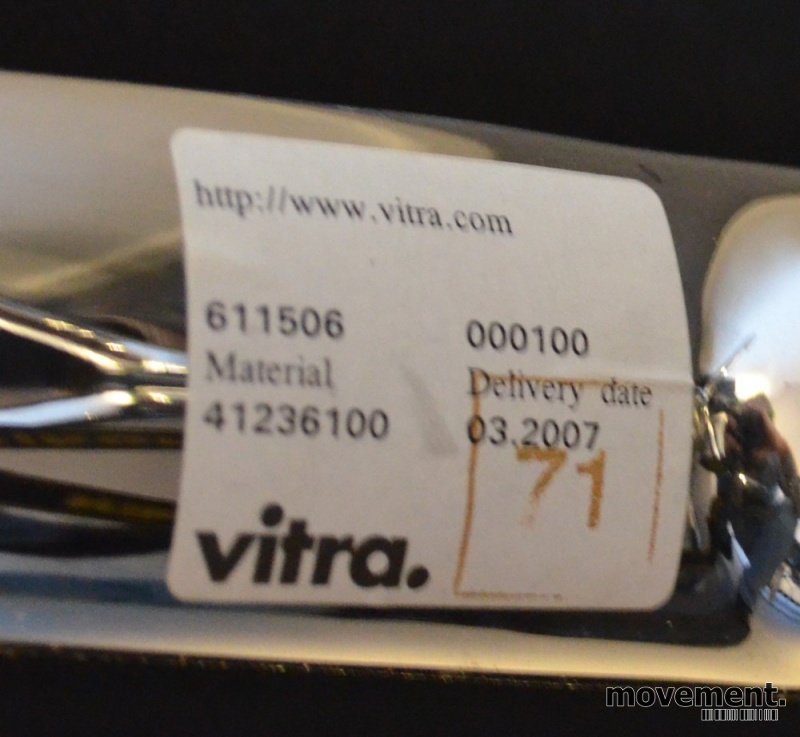 http://www.vitra.com
611506 000100
Material Delivery date
41236100 03.2007
71
vitra.
movement.